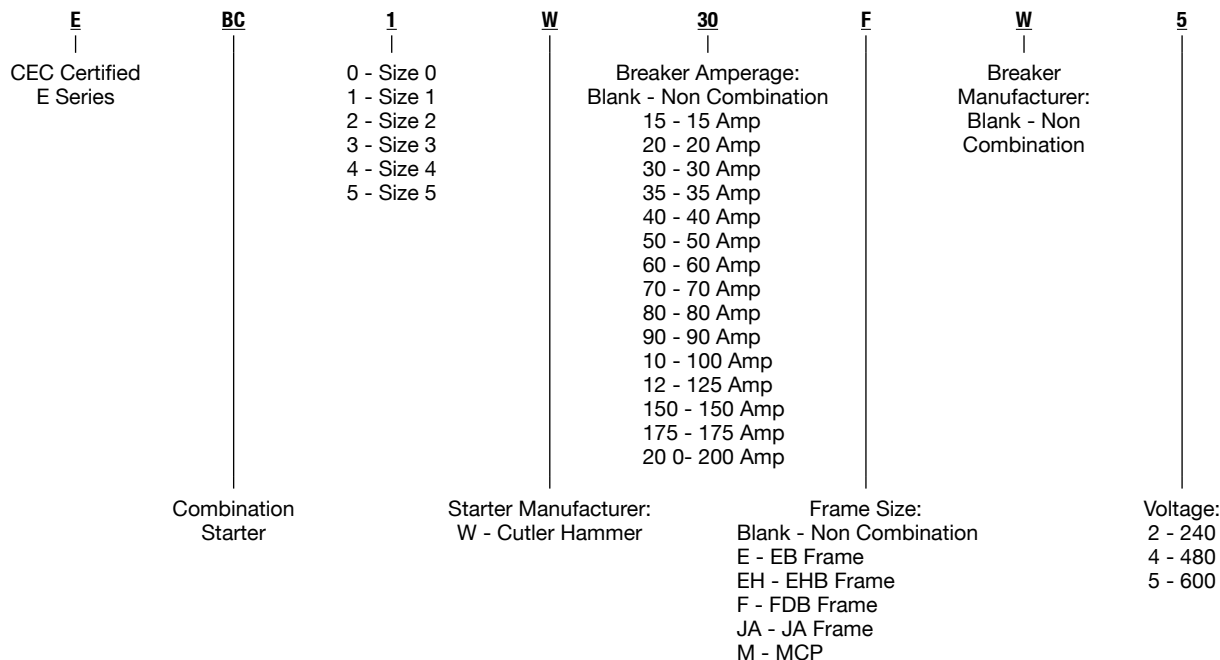 E BC 1 W 30 F W 5
CEC Certified
E Series
0 - Size 0
1 - Size 1
2 - Size 2
3 - Size 3
4 - Size 4
5 - Size 5
Breaker Amperage:
Blank - Non Combination
15 - 15 Amp
20 - 20 Amp
30 - 30 Amp
35 - 35 Amp
40 - 40 Amp
50 - 50 Amp
60 - 60 Amp
70 - 70 Amp
80 - 80 Amp
90 - 90 Amp
10 - 100 Amp
12 - 125 Amp
150 - 150 Amp
175 - 175 Amp
20 0- 200 Amp
Breaker
Manufacturer:
Blank - Non
Combination
Combination
Starter
Starter Manufacturer:
W - Cutler Hammer
Frame Size:
Blank - Non Combination
E - EB Frame
EH - EHB Frame
F - FDB Frame
JA - JA Frame
M - MCP
Voltage:
2 - 240
4 - 480
5 - 600